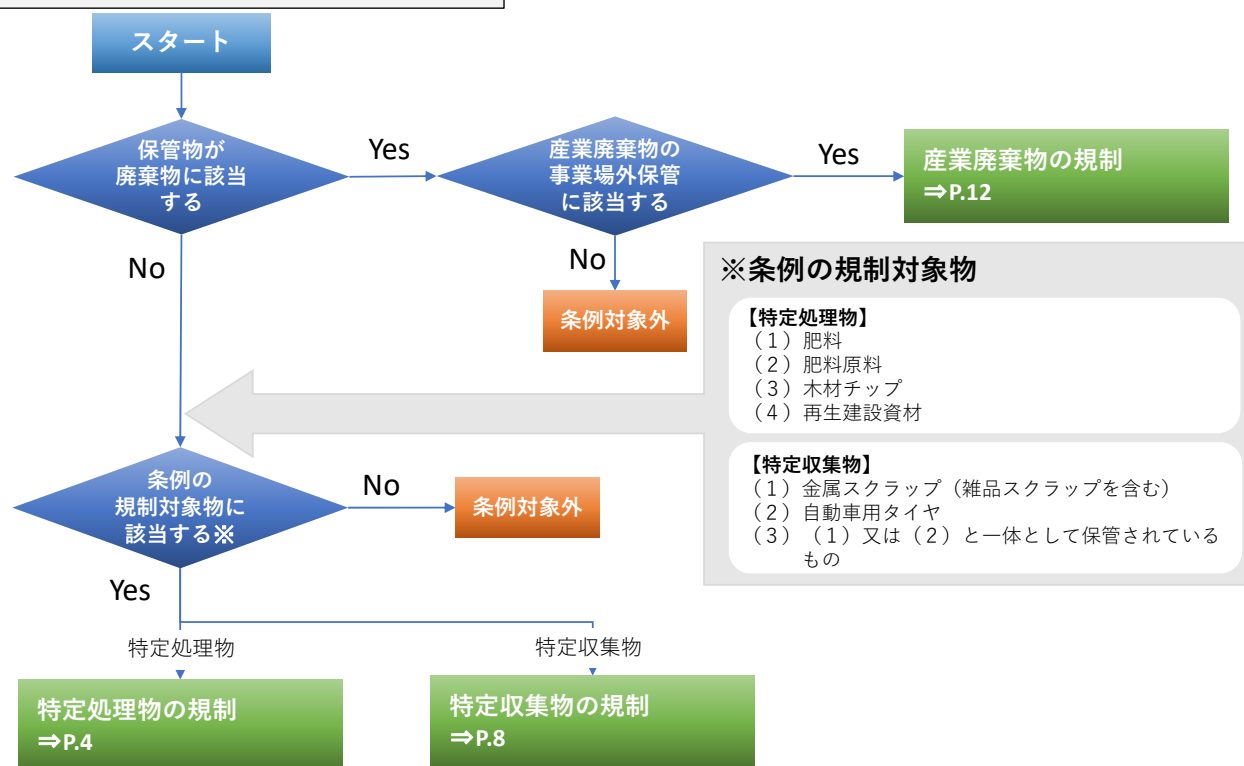 スタート
保管物が
廃棄物に該当
する
Yes
産業廃棄物の
事業場外保管
に該当する
Yes
産業廃棄物の規制
⇒P.12
No
No
条例対象外
※条例の規制対象物
【特定処理物】
（１）肥料
（２）肥料原料
（３）木材チップ
（４）再生建設資材
【特定収集物】
（１）金属スクラップ（雑品スクラップを含む）
（２）自動車用タイヤ
（３）（１）又は（２）と一体として保管されている
もの
条例の
規制対象物に
該当する※
No
条例対象外
Yes
特定処理物
特定収集物
特定処理物の規制
⇒P.4
特定収集物の規制
⇒P.8